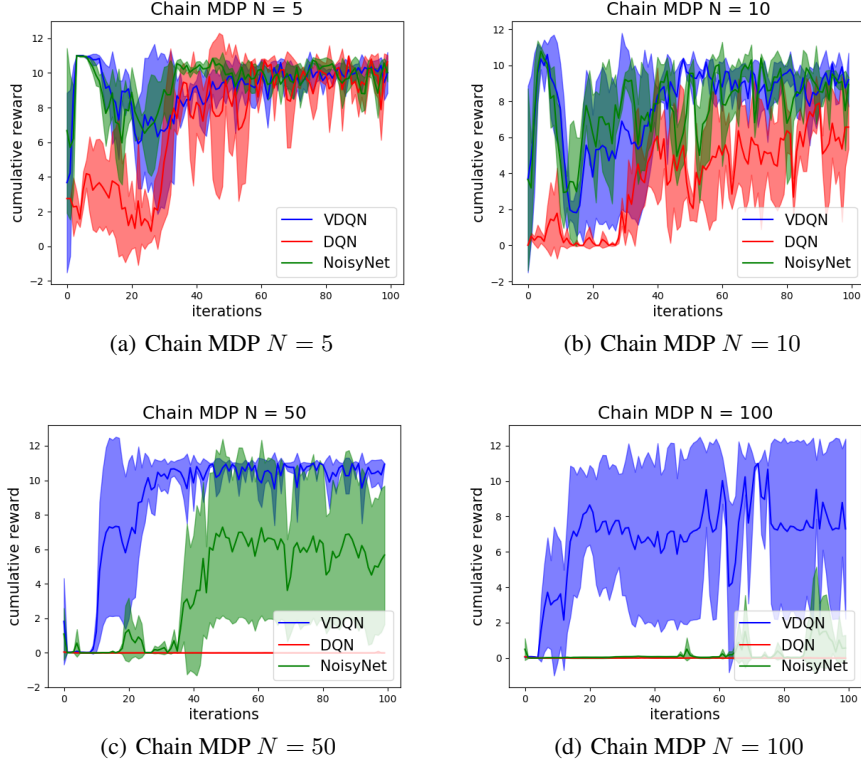 Chain MDP N = 5
12
10
8
6
4
2
0
−2
cumulative reward
VDQN
DQN
NoisyNet
0 20 40 60 80 100
iterations
(a) Chain MDP N = 5
Chain MDP N = 10
12
10
8
6
4
2
0
−2
cumulative reward
VDQN
DQN
NoisyNet
0 20 40 60 80 100
iterations
(b) Chain MDP N = 10
Chain MDP N = 50
12
10
8
6
4
2
0
−2
cumulative reward
VDQN
DQN
NoisyNet
0 20 40 60 80 100
iterations
(c) Chain MDP N = 50
Chain MDP N = 100
12
10
8
6
4
2
0
cumulative reward
VDQN
DQN
NoisyNet
0 20 40 60 80 100
iterations
(d) Chain MDP N = 100